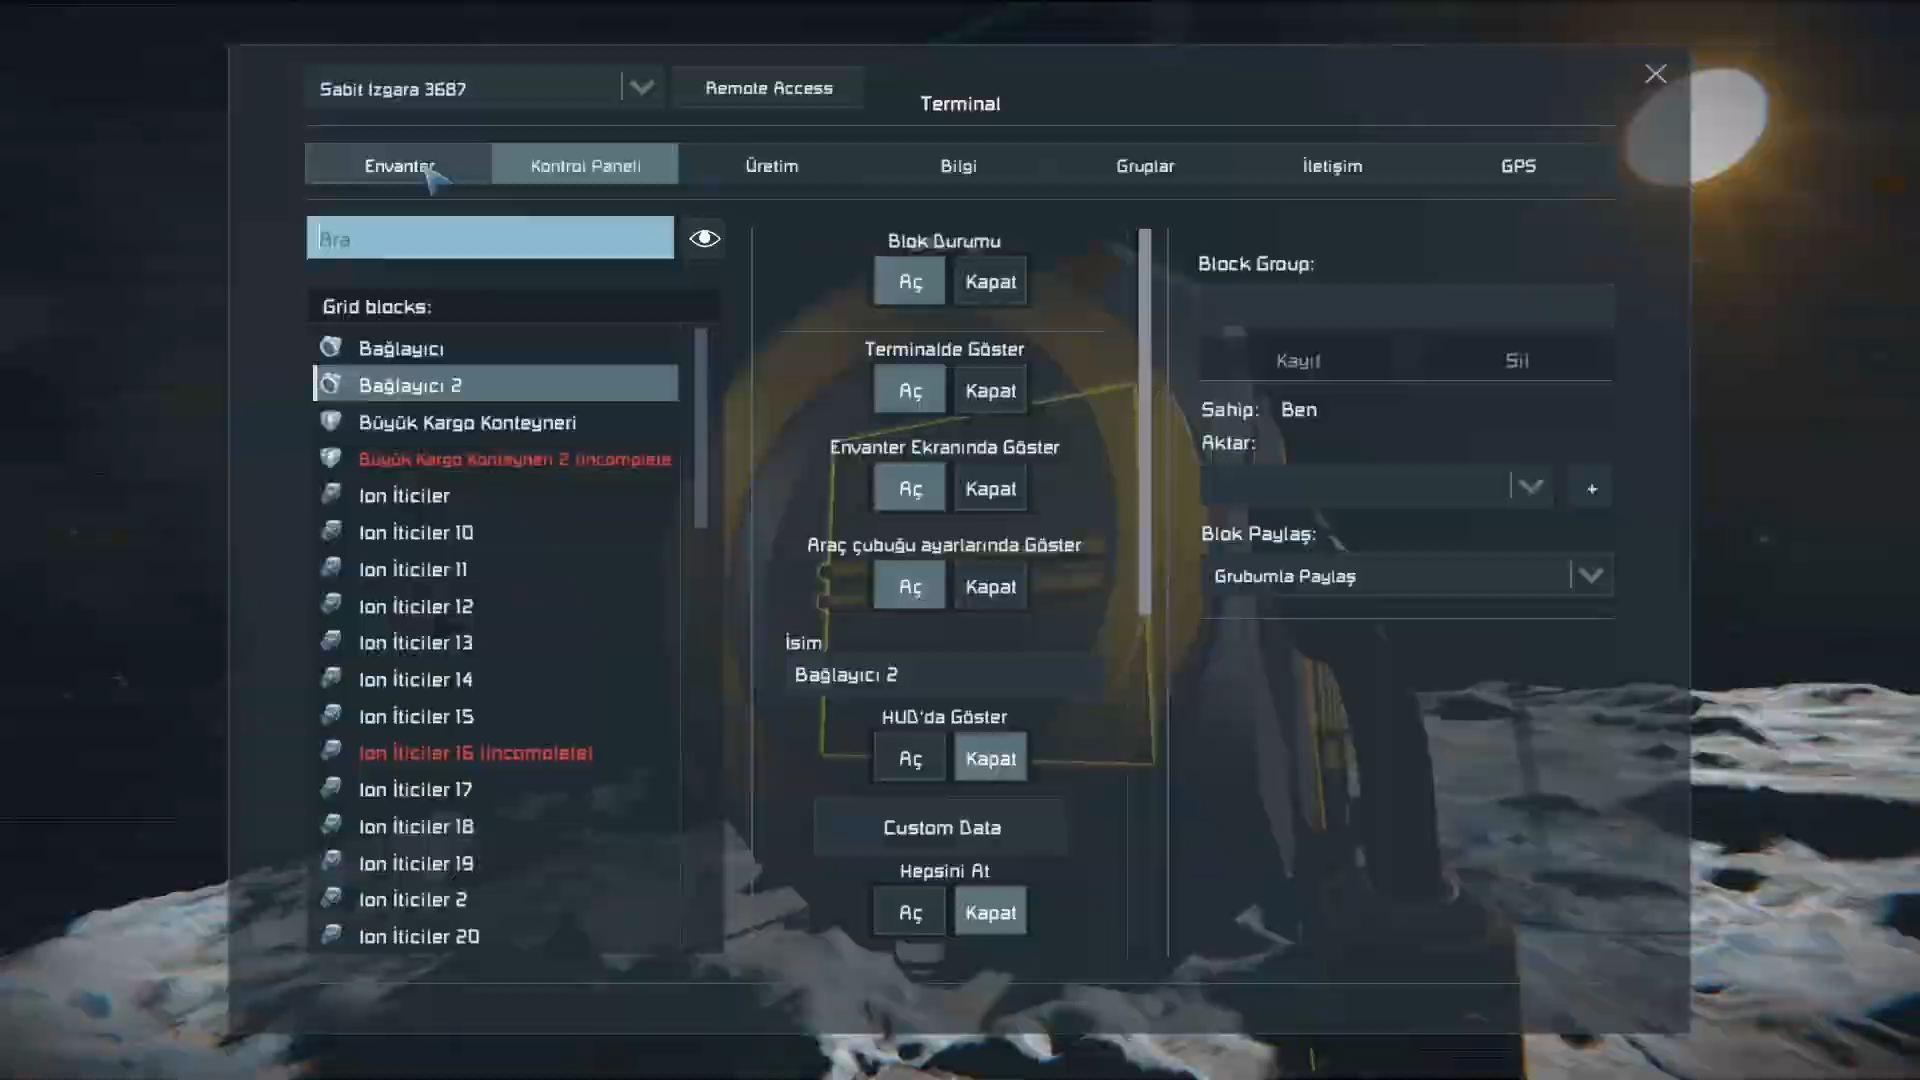 Sabit Izgara 3687
Remote Access
Terminal
Envanter
Kontrol Paneli
Üretim
Bilgi
Gruplar
İletişim
GPS
Ara
Grid blocks:
Bağlayıcı
Bağlayıcı 2
Büyük Kargo Konteyneri
Büyük Kargo Konteyneri 2 (Incomplete
Ion İticiler
Ion İticiler 10
Ion İticiler 11
Ion İticiler 12
Ion İticiler 13
Ion İticiler 14
Ion İticiler 15
Ion İticiler 16 (Incomplete)
Ion İticiler 17
Ion İticiler 18
Ion İticiler 19
Ion İticiler 2
Ion İticiler 20
Blok Durumu
Aç Kapat
Terminalde Göster
Aç Kapat
Envanter Ekranında Göster
Aç Kapat
Araç çubuğu ayarlarında Göster
Aç Kapat
İsim
Bağlayıcı 2
HUD'da Göster
Aç Kapat
Custom Data
Hepsini At
Aç Kapat
Block Group:
Kayıt Sil
Sahip: Ben
Aktar:
+
Blok Paylaş:
Grubumla Paylaş